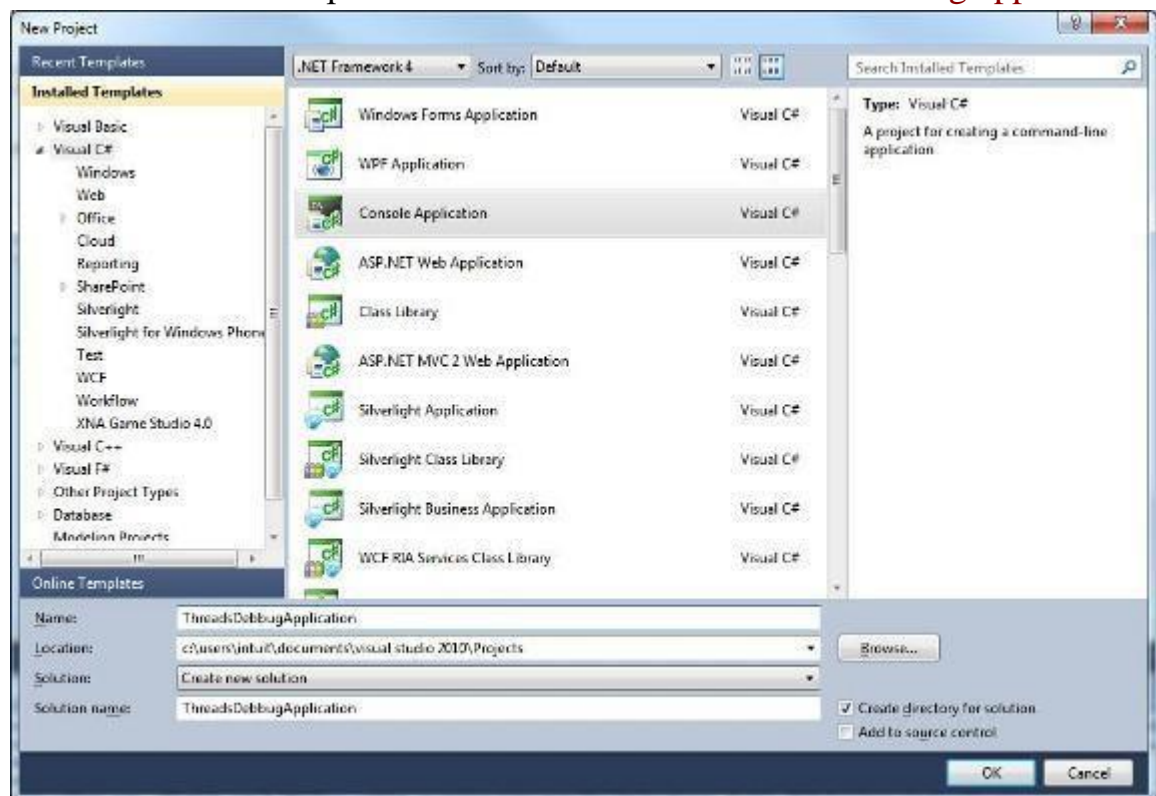 New Project
Recent Templates
Installed Templates
Visual Basic
Visual C#
Windows
Web
Office
Cloud
Reporting
SharePoint
Silverlight
Silverlight for Windows Phone
Test
WCF
Workflow
XNA Game Studio 4.0
Visual C++
Visual F#
Other Project Types
Database
Modeling Projects
Online Templates
.NET Framework 4 Sort by: Default
Windows Forms Application Visual C#
WPF Application Visual C#
Console Application Visual C#
ASP.NET Web Application Visual C#
Class Library Visual C#
ASP.NET MVC 2 Web Application Visual C#
Silverlight Application Visual C#
Silverlight Class Library Visual C#
Silverlight Business Application Visual C#
WCF RIA Services Class Library Visual C#
Search Installed Templates
Type: Visual C#
A project for creating a command-line
application
Name: ThreadsDebbugApplication
Location: c:\users\intuit\documents\visual studio 2010\Projects Browse...
Solution: Create new solution
Solution name: ThreadsDebbugApplication
Create directory for solution
Add to source control
OK Cancel